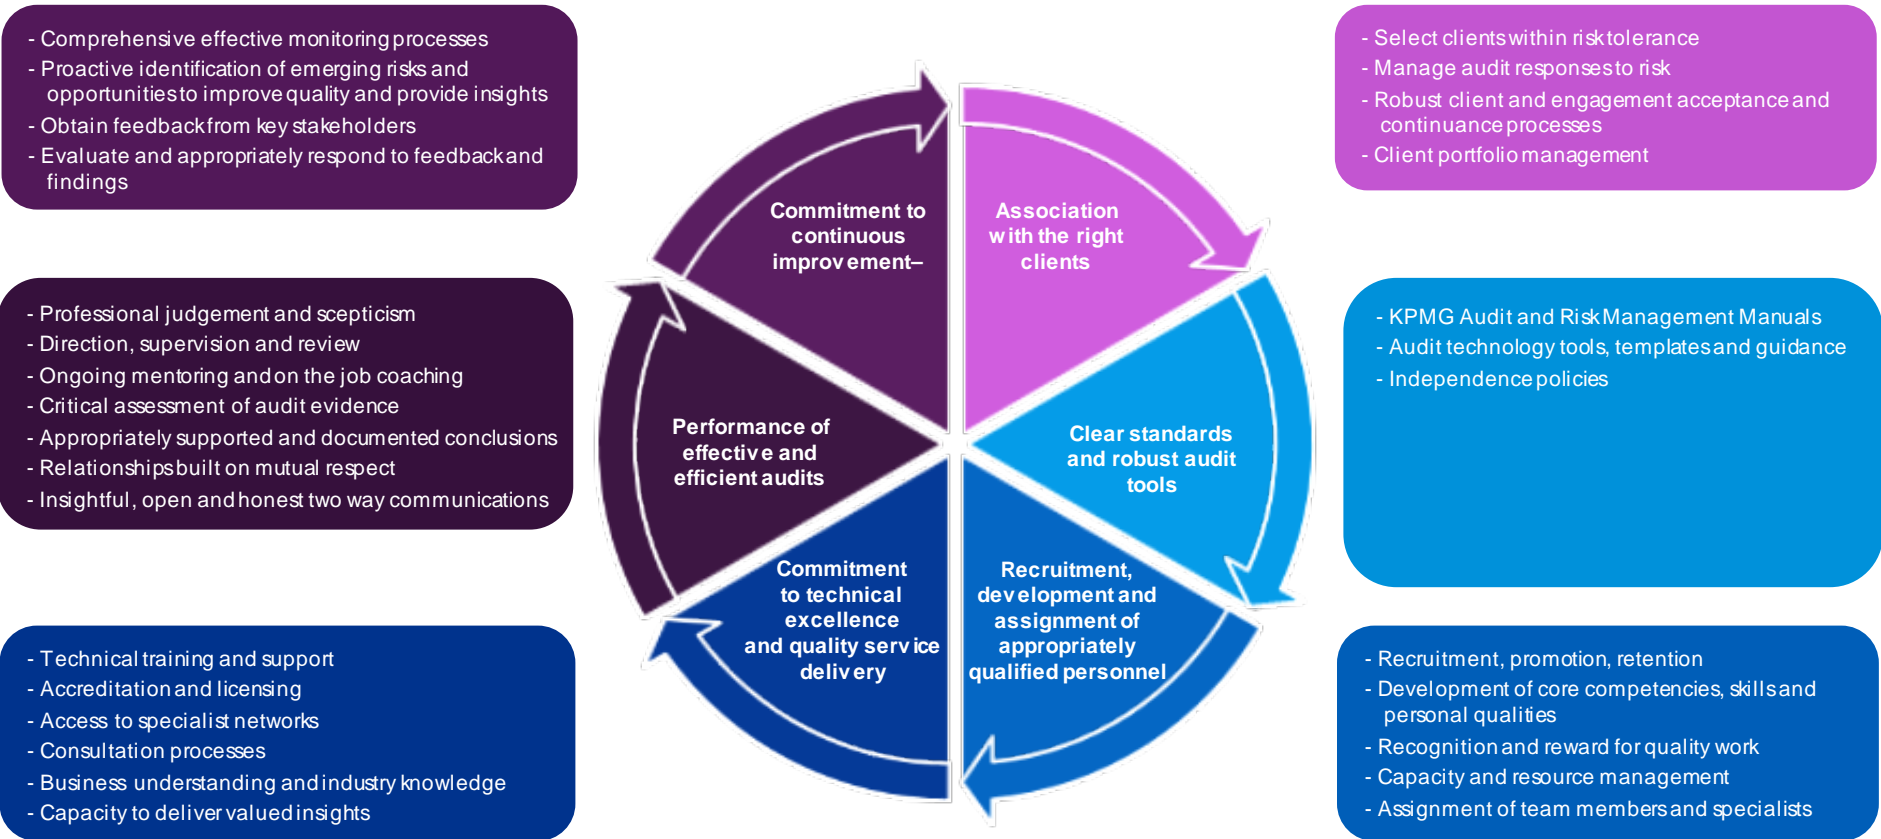 - Comprehensive effective monitoring processes
- Proactive identification of emerging risks and
opportunities to improve quality and provide insights
- Obtain feedback from key stakeholders
- Evaluate and appropriately respond to feedback and
findings
- Professional judgement and scepticism
- Direction, supervision and review
- Ongoing mentoring and on the job coaching
- Critical assessment of audit evidence
- Appropriately supported and documented conclusions
- Relationships built on mutual respect
- Insightful, open and honest two way communications
- Technical training and support
- Accreditation and licensing
- Access to specialist networks
- Consultation processes
- Business understanding and industry knowledge
- Capacity to deliver valued insights
Commitment to
continuous
improvement–
Association
with the right
clients
Performance of
effective and
efficient audits
Clear standards
and robust audit
tools
Commitment
to technical
excellence
and quality service
delivery
Recruitment,
development and
assignment of
appropriately
qualified personnel
- Select clients within risk tolerance
- Manage audit responses to risk
- Robust client and engagement acceptance and
continuance processes
- Client portfolio management
- KPMG Audit and Risk Management Manuals
- Audit technology tools, templates and guidance
- Independence policies
- Recruitment, promotion, retention
- Development of core competencies, skills and
personal qualities
- Recognition and reward for quality work
- Capacity and resource management
- Assignment of team members and specialists